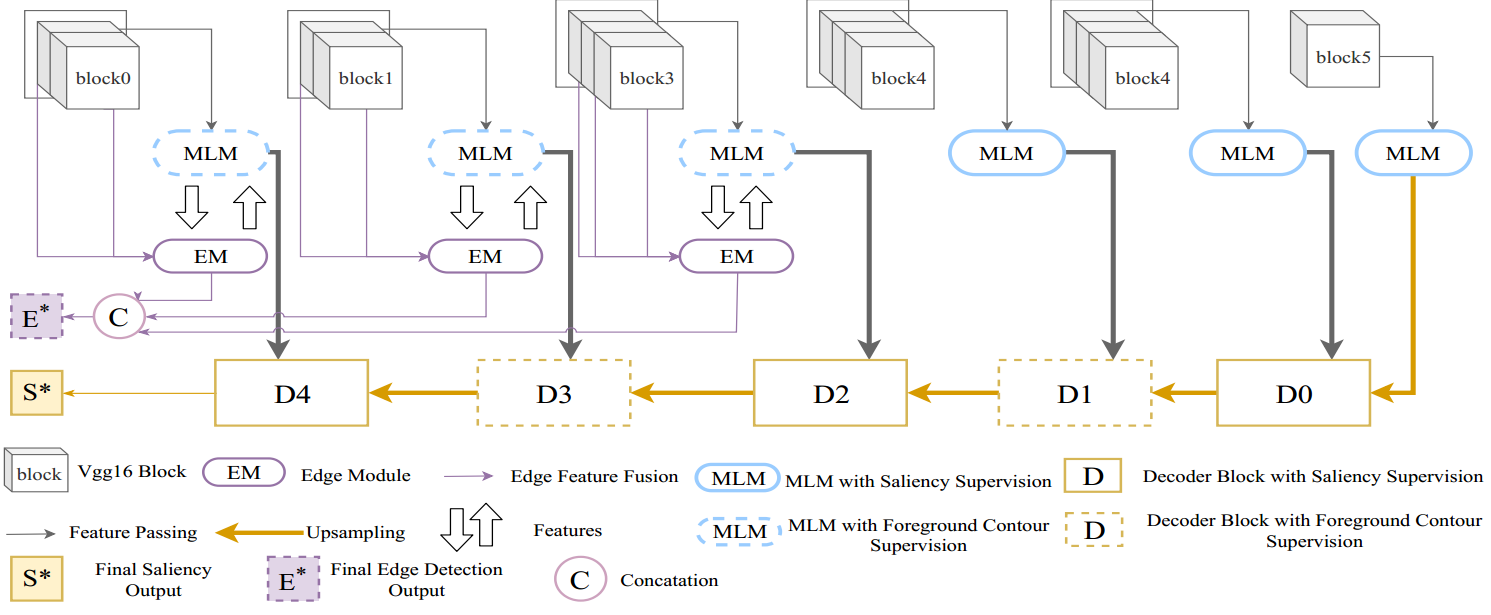 block0
block1
block3
block4
block4
block5
MLM
MLM
MLM
MLM
MLM
MLM
EM
EM
EM
E*
C
S*
D4
D3
D2
D1
D0
block
Vgg16 Block
EM
Edge Module
Edge Feature Fusion
MLM
MLM with Saliency Supervision
D
Decoder Block with Saliency Supervision
Feature Passing
Upsampling
Features
MLM
MLM with Foreground Contour
Supervision
D
Decoder Block with Foreground Contour
Supervision
S*
Final Saliency
Output
E*
Final Edge Detection
Output
C
Concatation